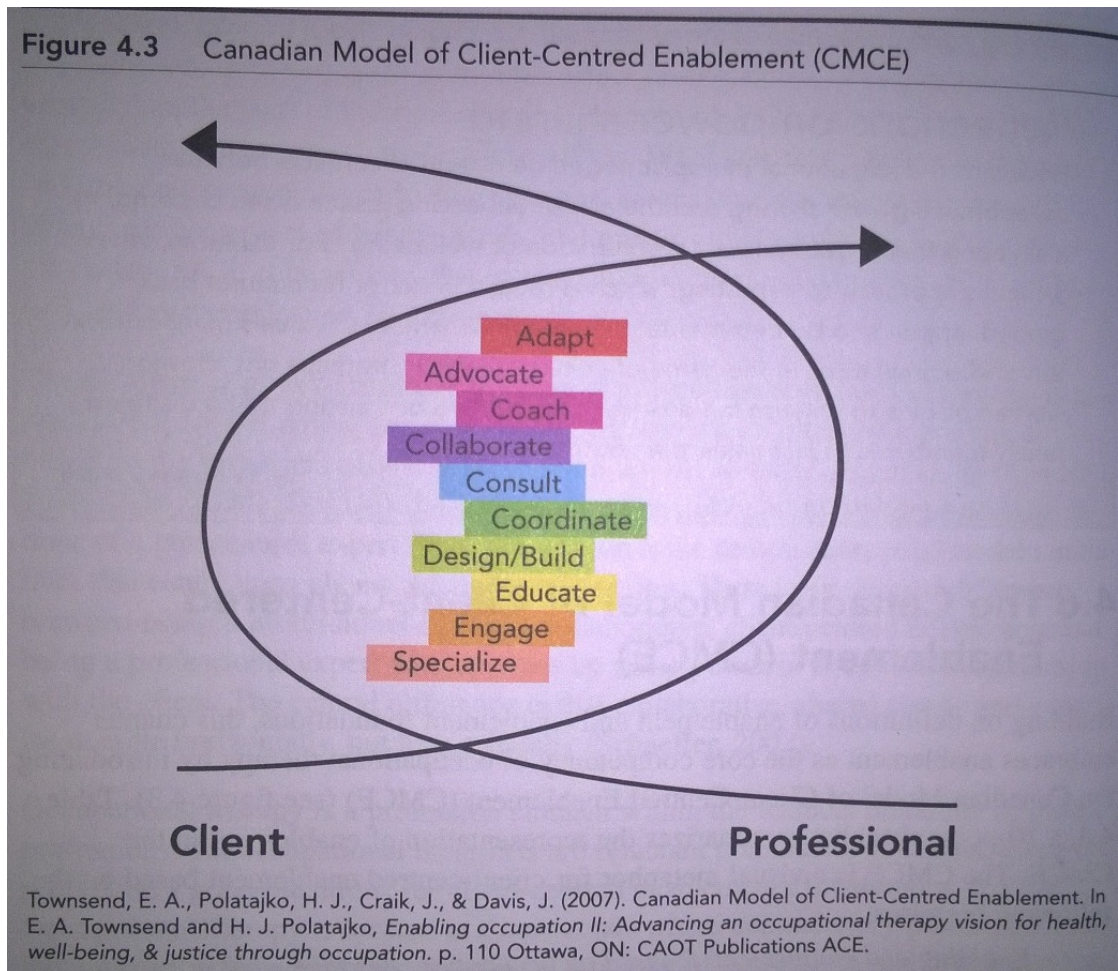 Figure 4.3 Canadian Model of Client-Centred Enablement (CMCE)
Adapt
Advocate
Coach
Collaborate
Consult
Coordinate
Design/Build
Educate
Engage
Specialize
Client Professional
Townsend, E. A., Polatajko, H. J., Craik, J., & Davis, J. (2007). Canadian Model of Client-Centred Enablement. In
E. A. Townsend and H. J. Polatajko, Enabling occupation II: Advancing an occupational therapy vision for health,
well-being, & justice through occupation. p. 110 Ottawa, ON: CAOT Publications ACE.